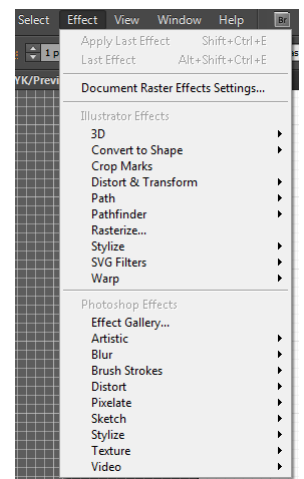 Select Effect View Window Help Br
1 p
YK/Previ
Apply Last Effect Shift+Ctrl+E
Last Effect Alt+Shift+Ctrl+E
Document Raster Effects Settings...
Illustrator Effects
3D
Convert to Shape
Crop Marks
Distort & Transform
Path
Pathfinder
Rasterize...
Stylize
SVG Filters
Warp
Photoshop Effects
Effect Gallery...
Artistic
Blur
Brush Strokes
Distort
Pixelate
Sketch
Stylize
Texture
Video